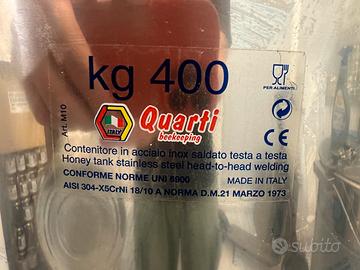 kg 400
PER ALIMENTI
Art. M10
ITALY
Quarti
beekeeping
CE
Contenitore in acciaio inox saldato testa a testa
Honey tank stainless steel head-to-head welding
CONFORME NORME UNI 6900
MADE IN ITALY
AISI 304-X5CrNi 18/10 A NORMA D.M.21 MARZO 1973
subito